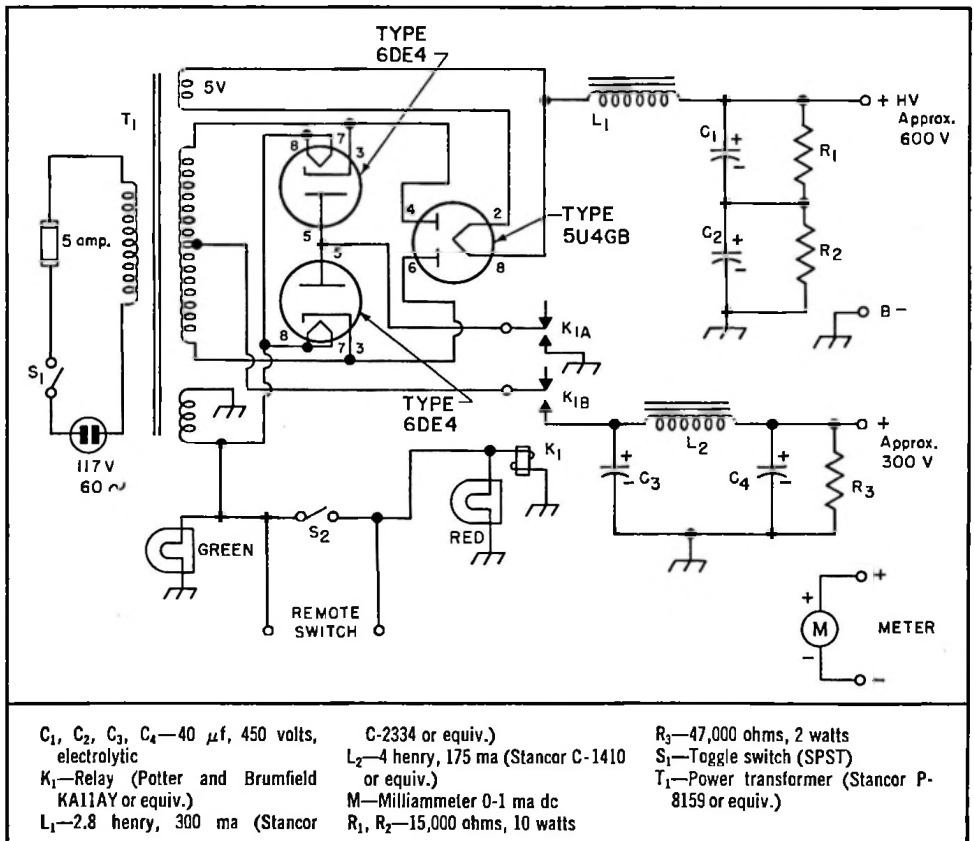 TYPE
6DE4
5V
T1
8
7
3
5
5
8
7
3
4
6
2
8
TYPE
5U4GB
TYPE
6DE4
5 amp.
S1
117 V
60 ~
L1
C1
+
-
R1
C2
+
-
R2
+ HV
Approx.
600 V
B -
K1A
K1B
K1
L2
C3
+
-
C4
+
-
R3
+
Approx.
300 V
GREEN
S2
RED
REMOTE
SWITCH
+
+
M
METER
-
-
C1, C2, C3, C4—40 μf, 450 volts,
electrolytic
K1—Relay (Potter and Brumfield
KA11AY or equiv.)
L1—2.8 henry, 300 ma (Stancor
C-2334 or equiv.)
L2—4 henry, 175 ma (Stancor C-1410
or equiv.)
M—Milliammeter 0-1 ma dc
R1, R2—15,000 ohms, 10 watts
R3—47,000 ohms, 2 watts
S1—Toggle switch (SPST)
T1—Power transformer (Stancor P-
8159 or equiv.)